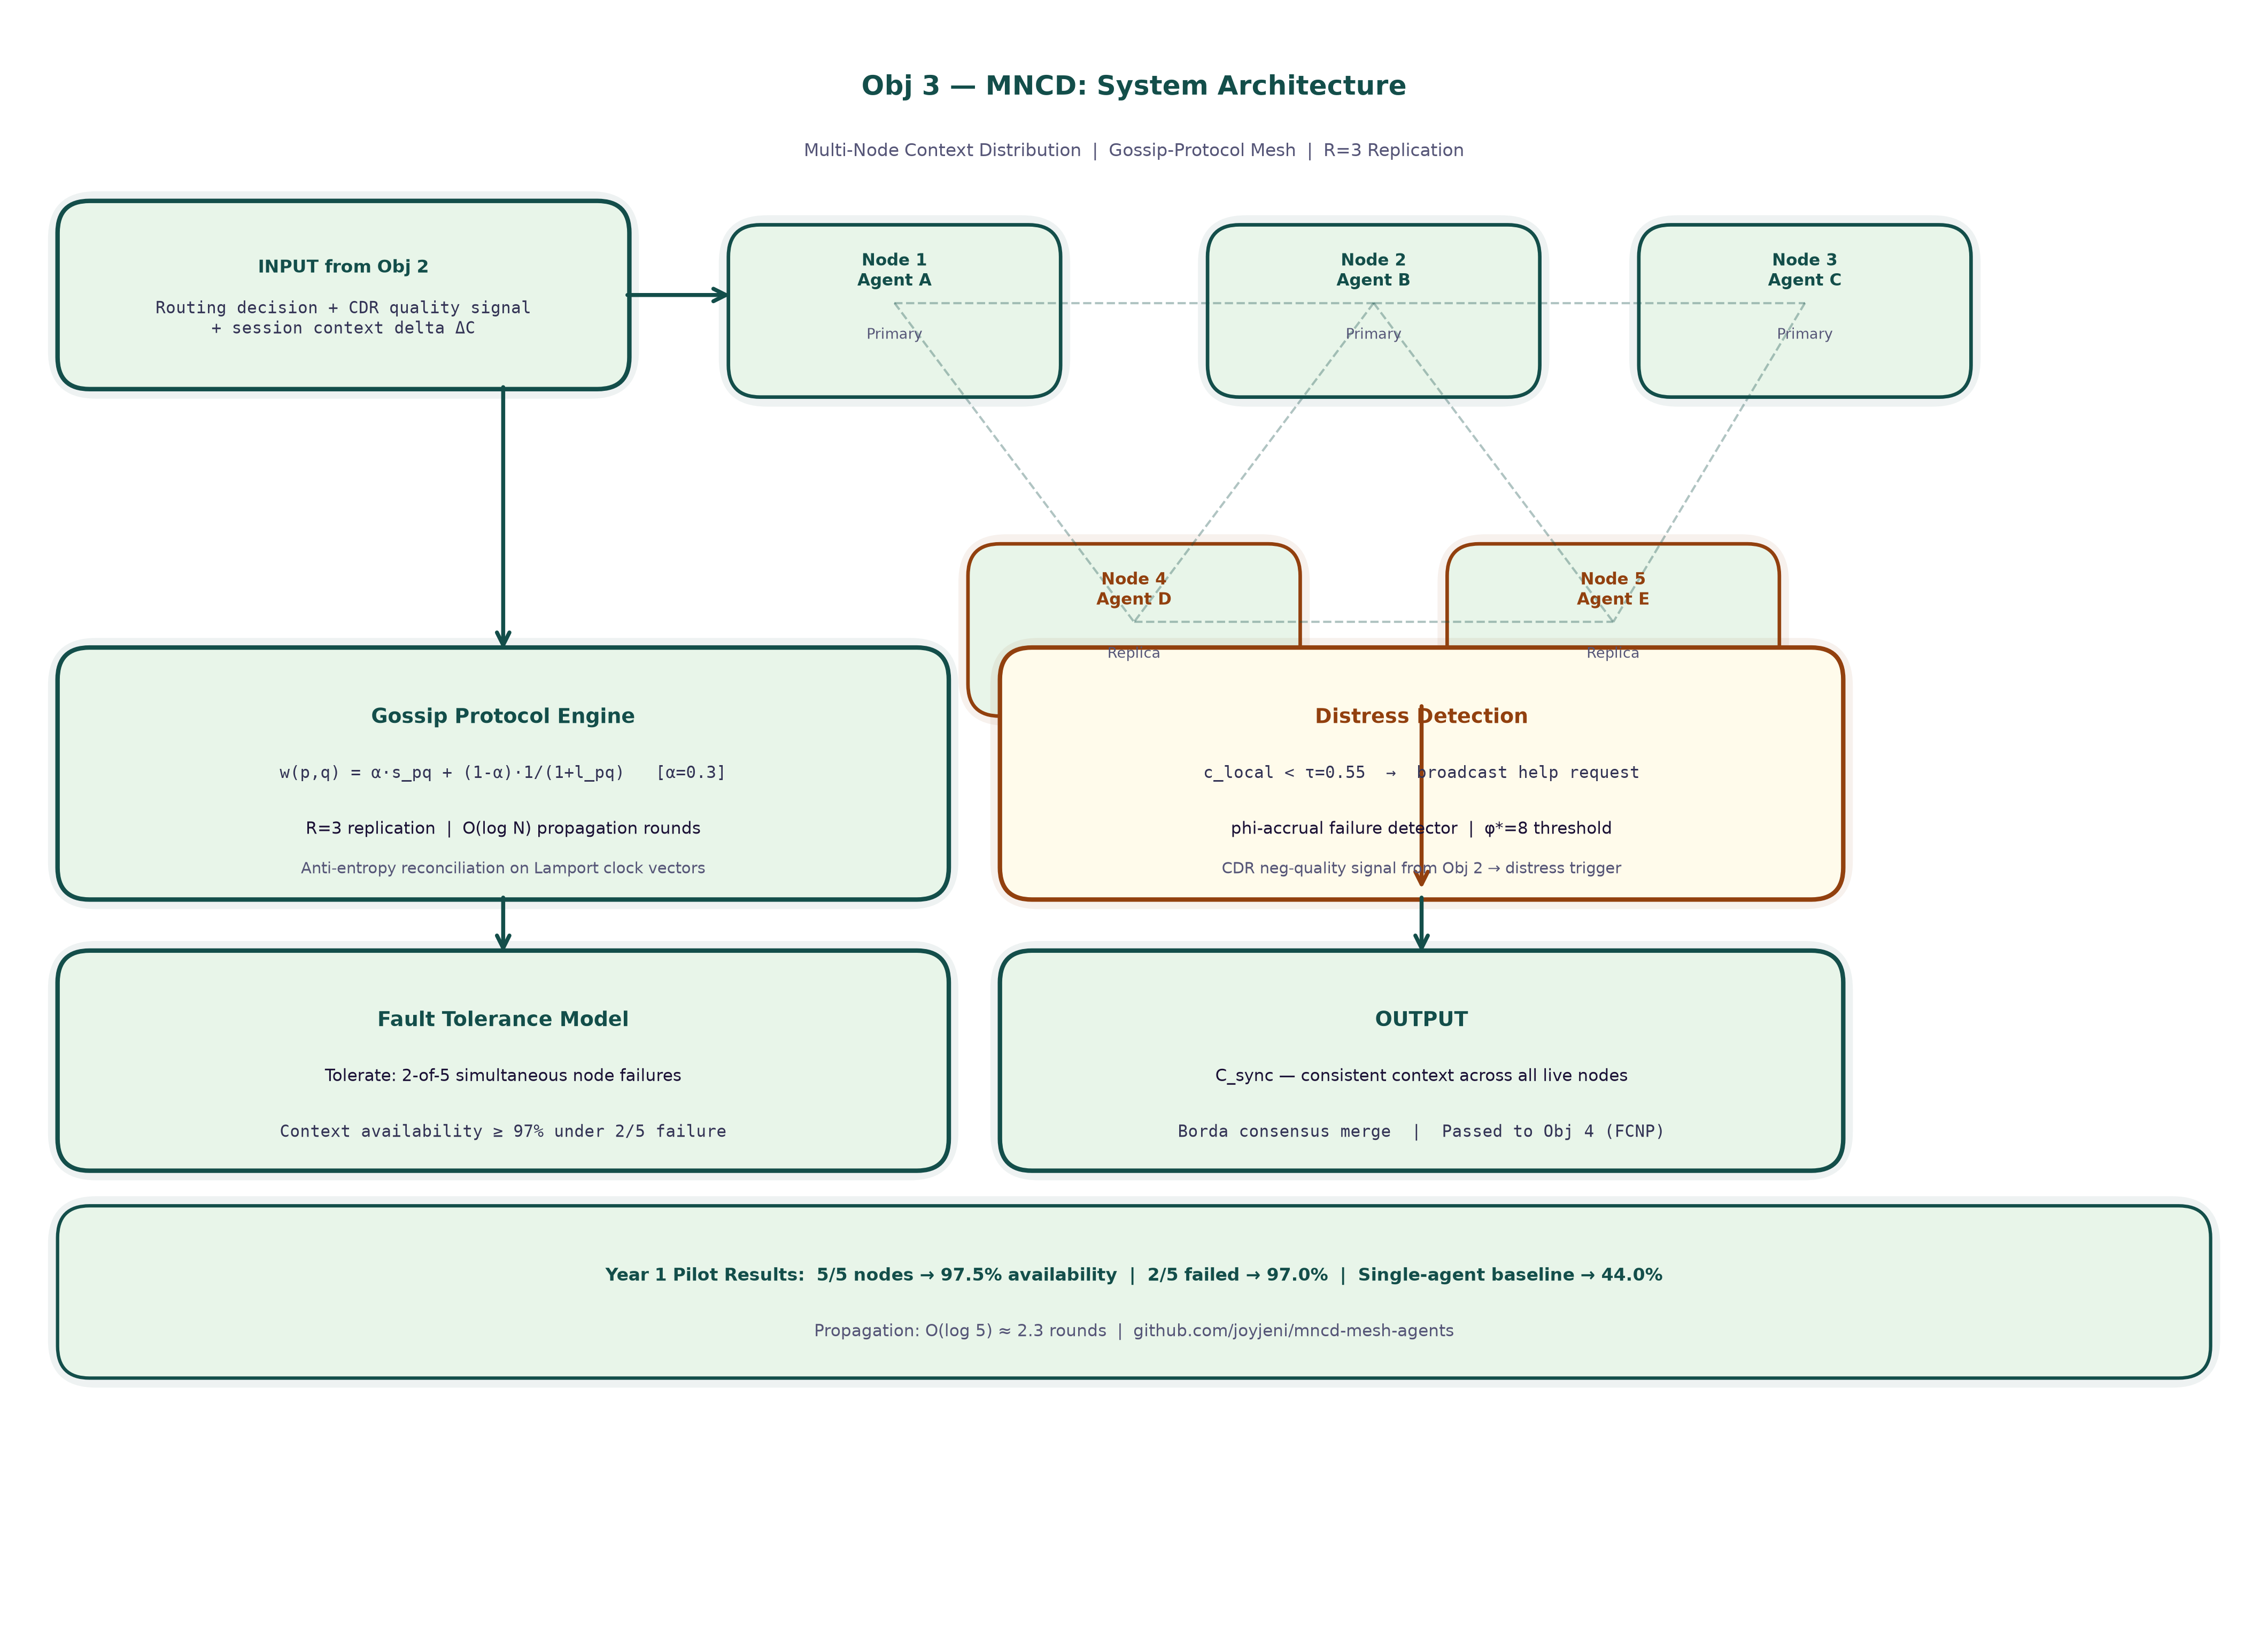 Obj 3 — MNCD: System Architecture
Multi-Node Context Distribution | Gossip-Protocol Mesh | R=3 Replication
INPUT from Obj 2
Routing decision + CDR quality signal
+ session context delta ΔC
Node 1
Agent A
Primary
Node 2
Agent B
Primary
Node 3
Agent C
Primary
Node 4
Agent D
Replica
Node 5
Agent E
Replica
Gossip Protocol Engine
w(p,q) = α·s_pq + (1-α)·1/(1+l_pq) [α=0.3]
R=3 replication | O(log N) propagation rounds
Anti-entropy reconciliation on Lamport clock vectors
Distress Detection
c_local < τ=0.55 → broadcast help request
phi-accrual failure detector | φ*=8 threshold
CDR neg-quality signal from Obj 2 → distress trigger
Fault Tolerance Model
Tolerate: 2-of-5 simultaneous node failures
Context availability ≥ 97% under 2/5 failure
OUTPUT
C_sync — consistent context across all live nodes
Borda consensus merge | Passed to Obj 4 (FCNP)
Year 1 Pilot Results: 5/5 nodes → 97.5% availability | 2/5 failed → 97.0% | Single-agent baseline → 44.0%
Propagation: O(log 5) ≈ 2.3 rounds | github.com/joyjeni/mncd-mesh-agents